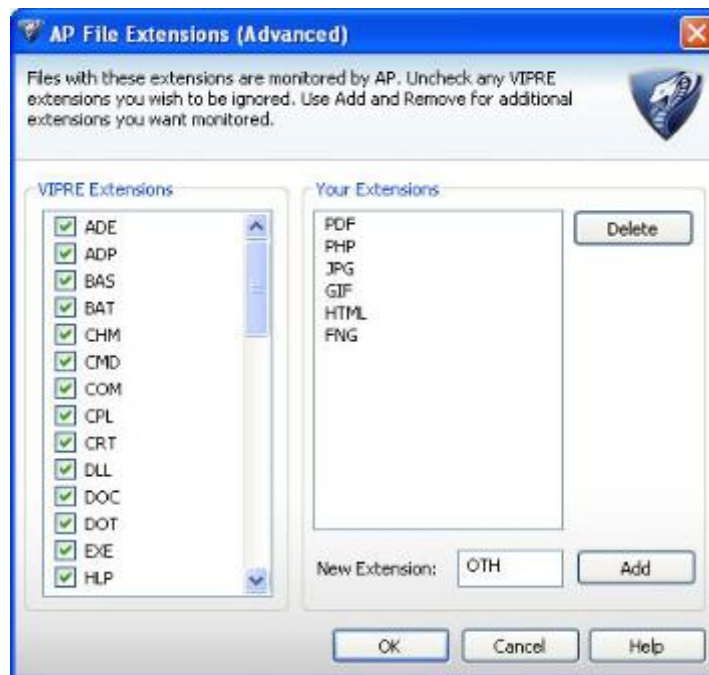 AP File Extensions (Advanced)
Files with these extensions are monitored by AP. Uncheck any VIPRE
extensions you wish to be ignored. Use Add and Remove for additional
extensions you want monitored.
VIPRE Extensions
ADE
ADP
BAS
BAT
CHM
CMD
COM
CPL
CRT
DLL
DOC
DOT
EXE
HLP
Your Extensions
PDF
PHP
JPG
GIF
HTML
FNG
Delete
New Extension:
OTH
Add
OK
Cancel
Help